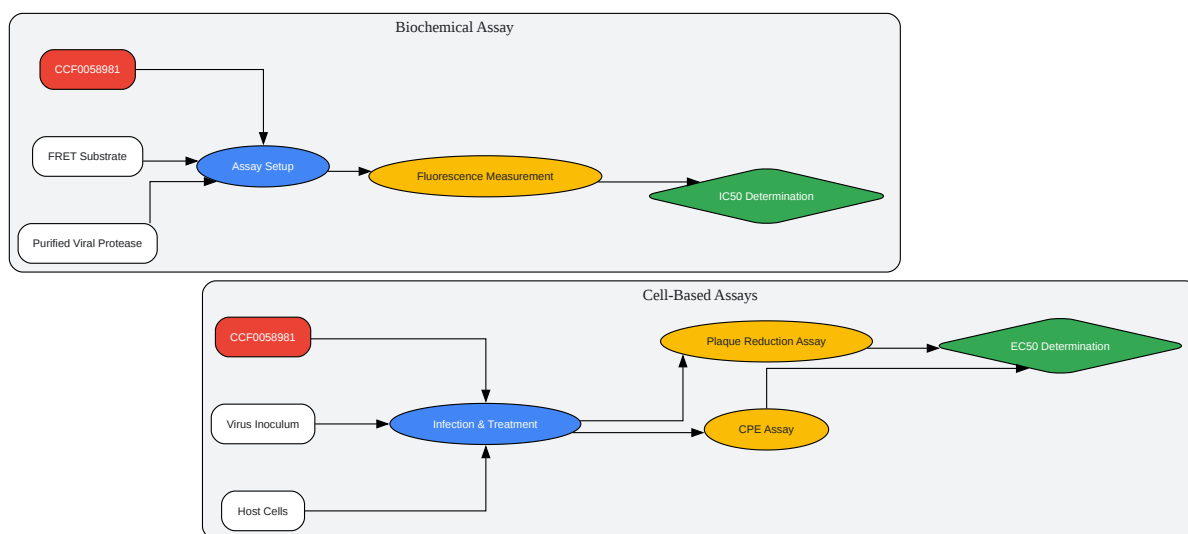 Biochemical Assay
CCF0058981
FRET Substrate
Assay Setup
Fluorescence Measurement
IC50 Determination
Purified Viral Protease
Cell-Based Assays
CCF0058981
Plaque Reduction Assay
EC50 Determination
Virus Inoculum
Infection & Treatment
CPE Assay
Host Cells